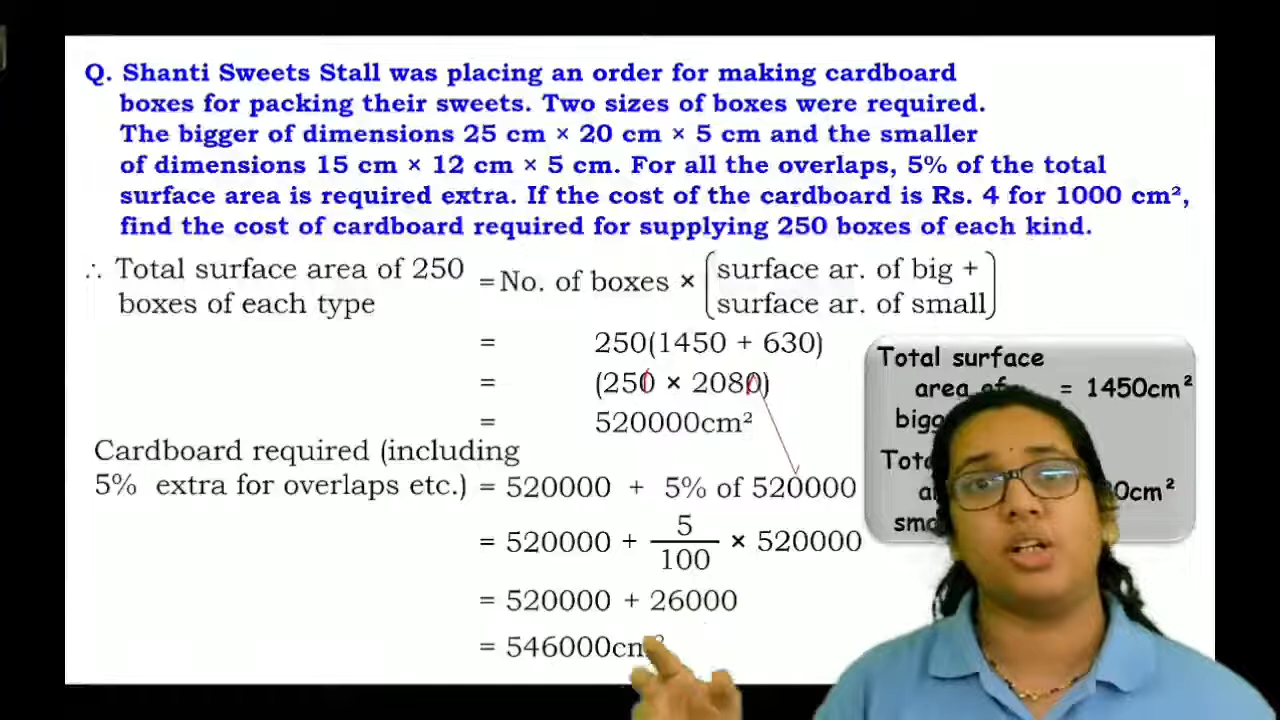 Q. Shanti Sweets Stall was placing an order for making cardboard
boxes for packing their sweets. Two sizes of boxes were required.
The bigger of dimensions 25 cm × 20 cm × 5 cm and the smaller
of dimensions 15 cm × 12 cm × 5 cm. For all the overlaps, 5% of the total
surface area is required extra. If the cost of the cardboard is Rs. 4 for 1000 cm²,
find the cost of cardboard required for supplying 250 boxes of each kind.
∴ Total surface area of 250
boxes of each type
= No. of boxes × (surface ar. of big +
surface ar. of small)
= 250(1450 + 630)
= (250 × 2080)
= 520000cm²
Total surface
area of = 1450cm²
Cardboard required (including
5% extra for overlaps etc.) = 520000 + 5% of 520000
= 520000 + 5/100 × 520000
= 520000 + 26000
= 546000